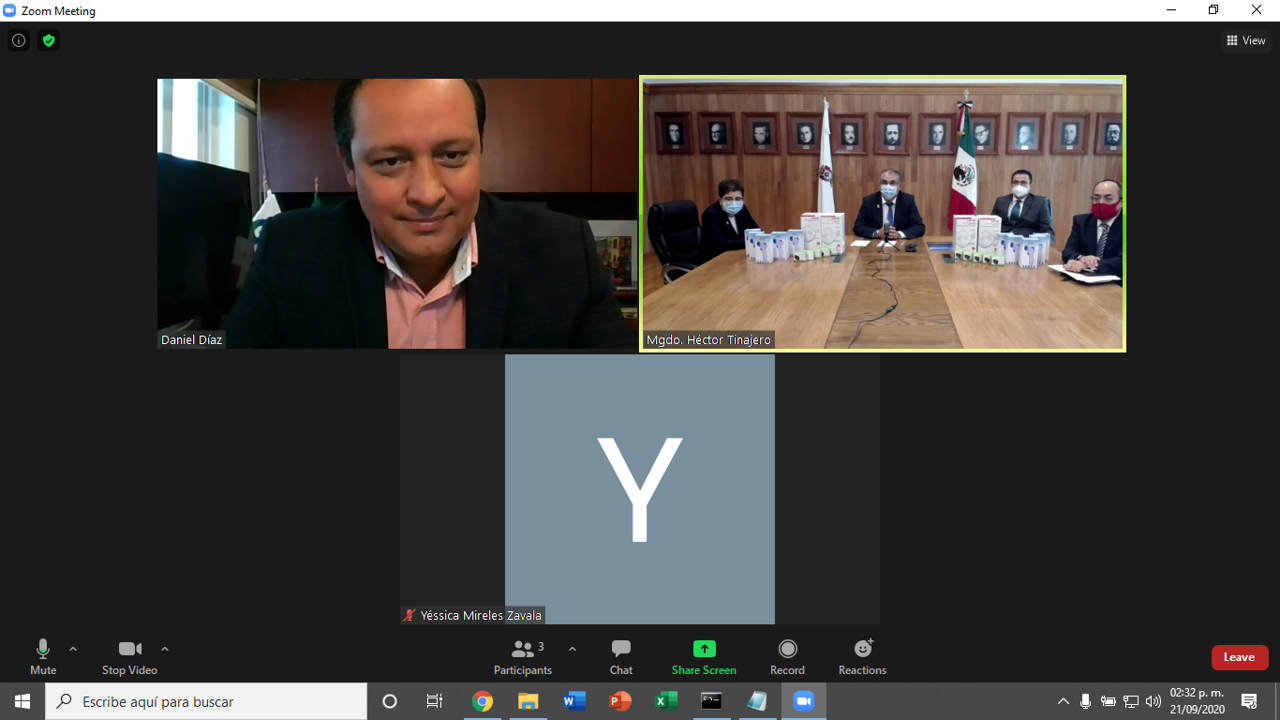 Zoom Meeting
View
Daniel Díaz
Mgdo. Héctor Tinajero
Y
Yéssica Mireles Zavala
Mute
Stop Video
Participants
3
Chat
Share Screen
Record
Reactions
Leave
Escribe aquí para buscar
02:32 p. m.
21/09/2020